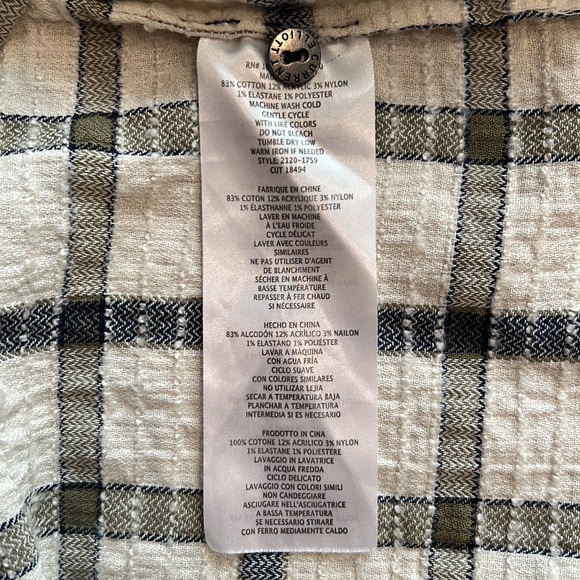 CURRENT
ELLIOTT
RN#
83% COTTON 12% ACRYLIC 3% NYLON
1% ELASTANE 1% POLYESTER
MACHINE WASH COLD
GENTLE CYCLE
WITH LIKE COLORS
DO NOT BLEACH
TUMBLE DRY LOW
WARM IRON IF NEEDED
STYLE: 2120-1759
CUT 18494
FABRIQUE EN CHINE
83% COTON 12% ACRYLIQUE 3% NYLON
1% ÉLASTHANNE 1% POLYESTER
LAVER EN MACHINE
À L'EAU FROIDE
CYCLE DÉLICAT
LAVER AVEC COULEURS
SIMILAIRES
NE PAS UTILISER D'AGENT
DE BLANCHIMENT
SÉCHER EN MACHINE À
BASSE TEMPÉRATURE
REPASSER À FER CHAUD
SI NÉCESSAIRE
HECHO EN CHINA
83% ALGODÓN 12% ACRÍLICO 3% NAILON
1% ELASTANO 1% POLIÉSTER
LAVAR A MÁQUINA
CON AGUA FRÍA
CICLO SUAVE
CON COLORES SIMILARES
NO UTILIZAR LEJIA
SECAR A TEMPERATURA BAJA
PLANCHAR A TEMPERATURA
INTERMEDIA SI ES NECESARIO
PRODOTTO IN CINA
100% COTONE 12% ACRILICO 3% NYLON
1% ELASTAN 1% POLIESTERE
LAVAGGIO IN LAVATRICE
IN ACQUA FREDDA
CICLO DELICATO
LAVAGGIO CON COLORI SIMILI
NON CANDEGGIARE
ASCIUGARE NELL'ASCIUGATRICE
A BASSA TEMPERATURA
SE NECESSARIO STIRARE
CON FERRO MEDIAMENTE CALDO